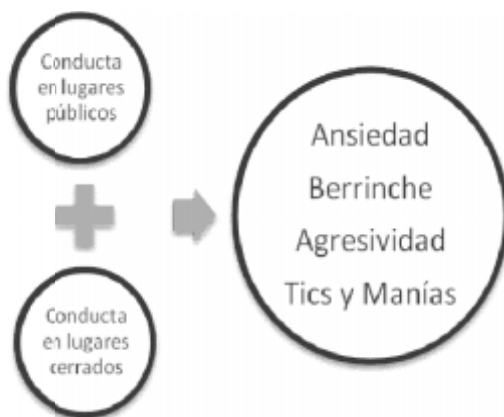 Conducta
en lugares
públicos
Conducta
en lugares
cerrados
Ansiedad
Berrinche
Agresividad
Tics y Manías